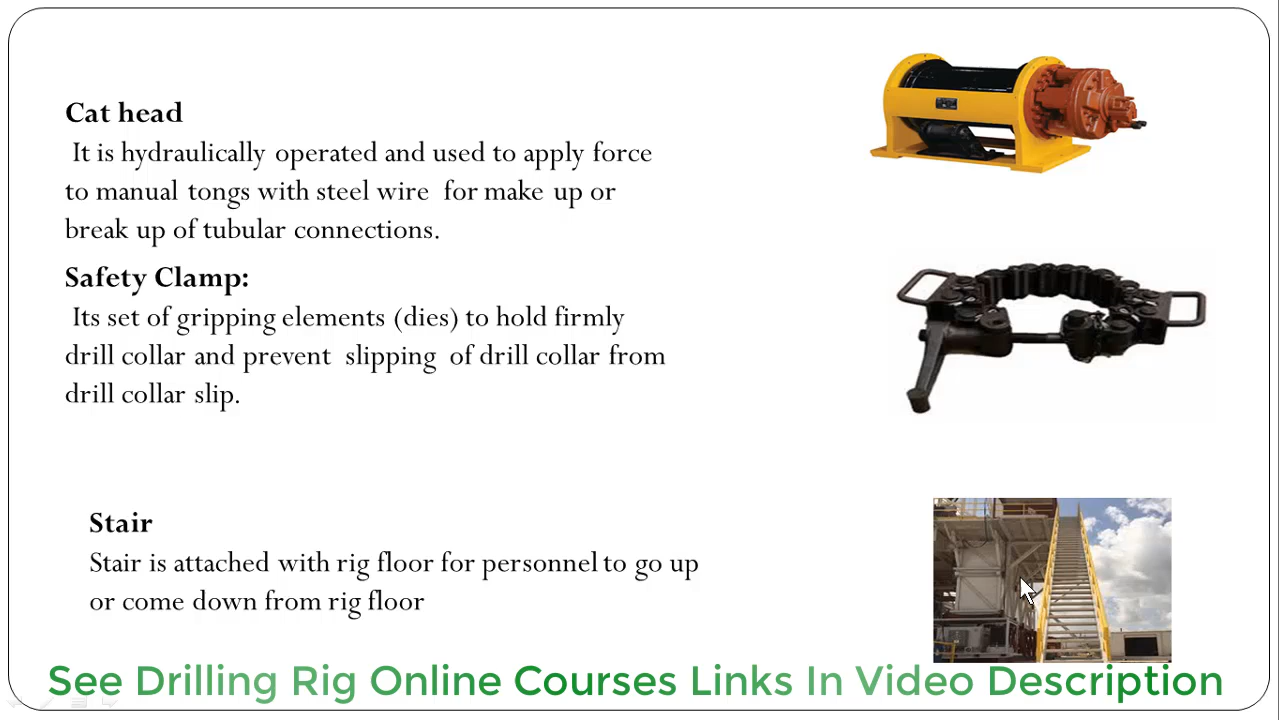 Cat head
It is hydraulically operated and used to apply force
to manual tongs with steel wire for make up or
break up of tubular connections.
Safety Clamp:
Its set of gripping elements (dies) to hold firmly
drill collar and prevent slipping of drill collar from
drill collar slip.
Stair
Stair is attached with rig floor for personnel to go up
or come down from rig floor
See Drilling Rig Online Courses Links In Video Description